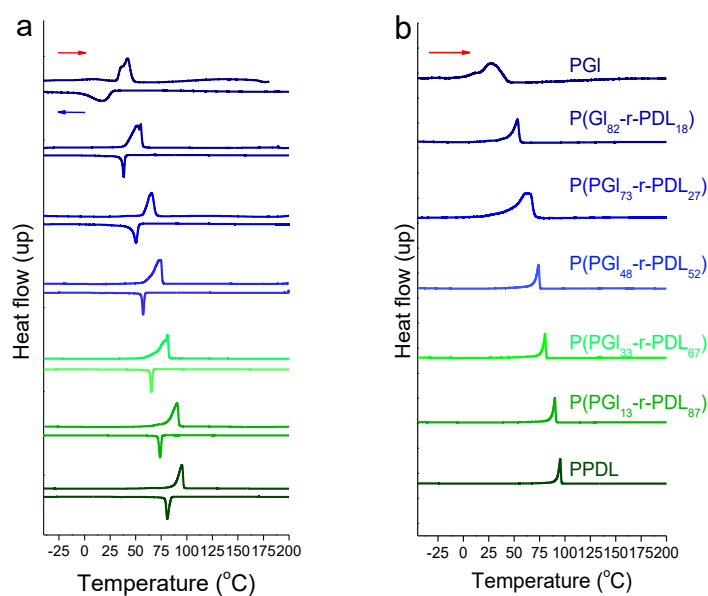 a
Heat flow (up)
-25 0 25 50 75 100 125 150 175 200
Temperature (°C)
b
PGl
P(Gl82-r-PDL18)
P(PGl73-r-PDL27)
P(PGl48-r-PDL52)
P(PGl33-r-PDL67)
P(PGl13-r-PDL87)
PPDL
Heat flow (up)
-25 0 25 50 75 100 125 150 175 200
Temperature (°C)